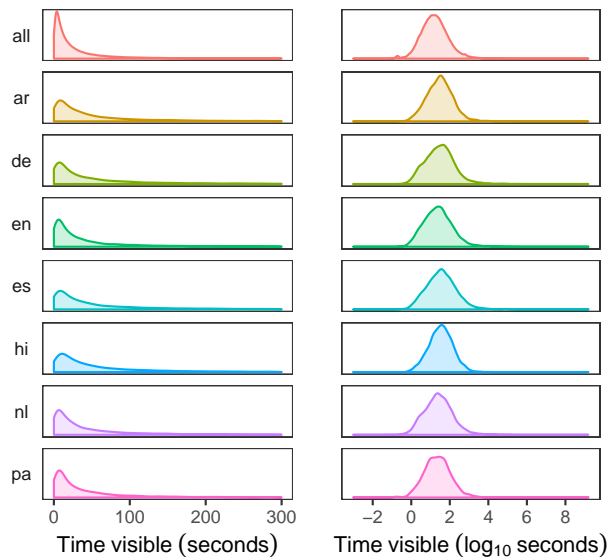 all
ar
de
en
es
hi
nl
pa
0 100 200 300
−2 0 2 4 6 8
Time visible (seconds)
Time visible (log₁₀ seconds)